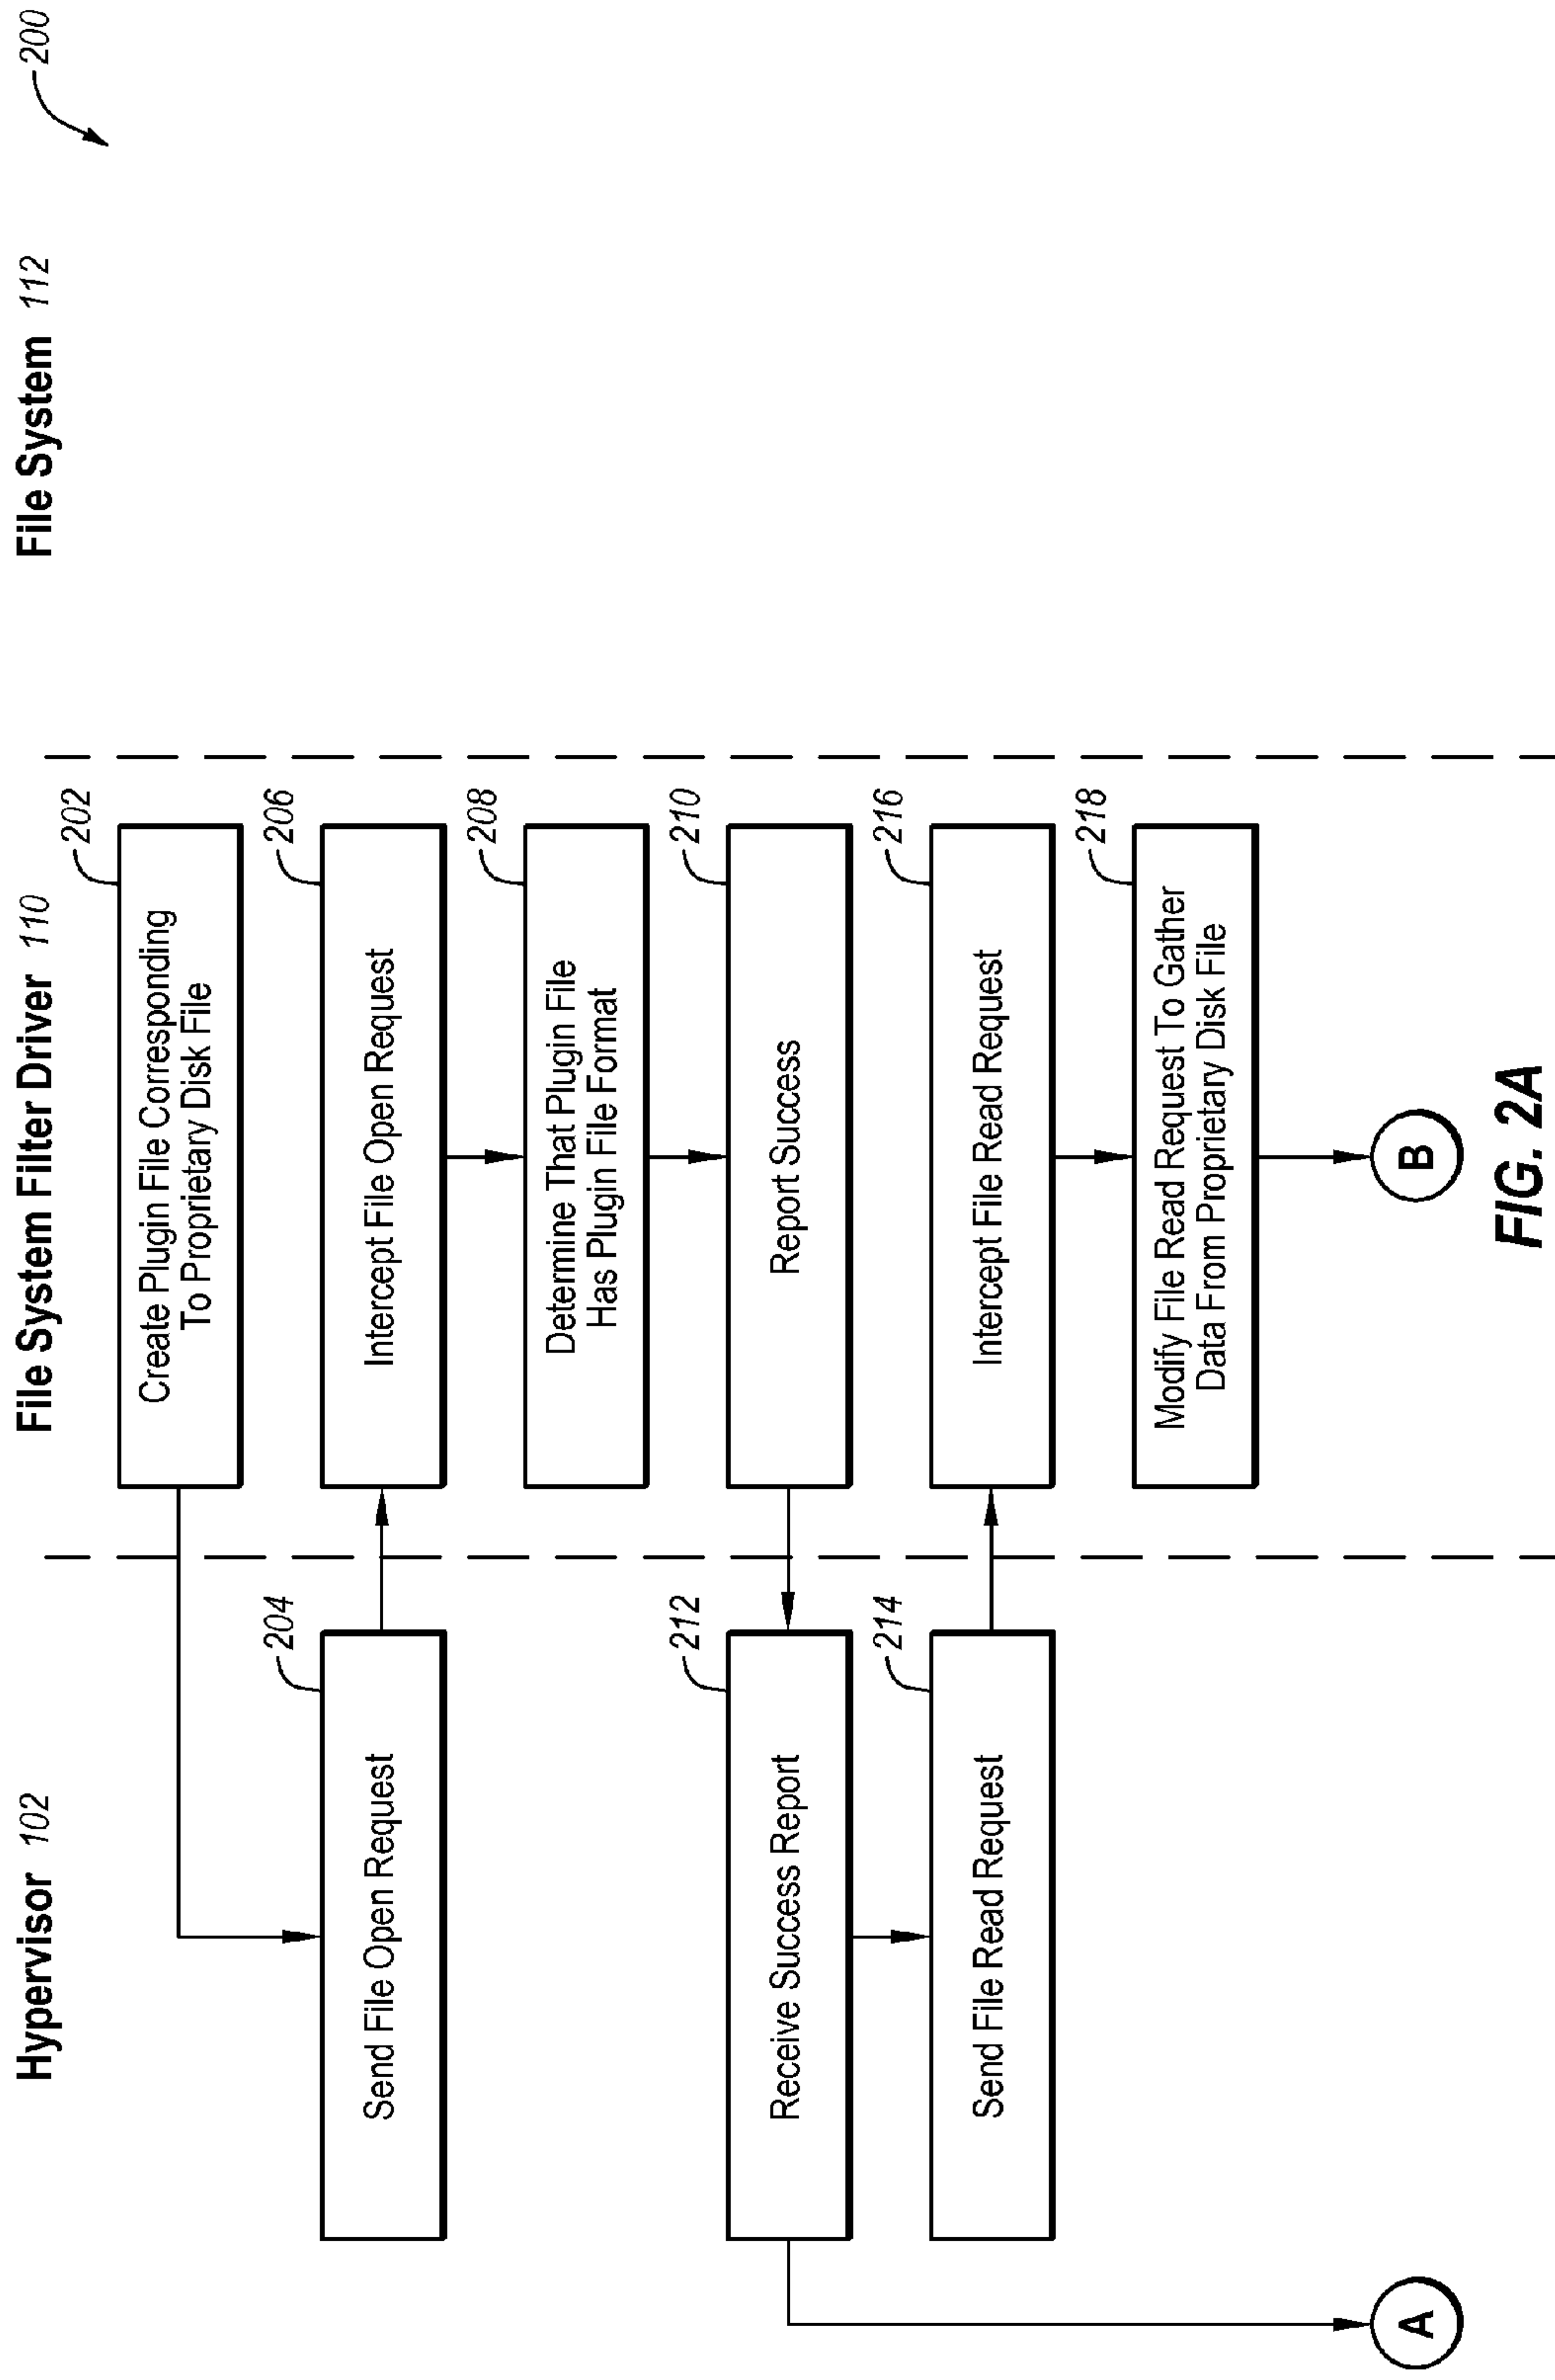 200
Hypervisor 102
File System Filter Driver 110
File System 112
202
Create Plugin File Corresponding
To Proprietary Disk File
204
Send File Open Request
206
Intercept File Open Request
208
Determine That Plugin File
Has Plugin File Format
210
Report Success
212
Receive Success Report
214
Send File Read Request
216
Intercept File Read Request
218
Modify File Read Request To Gather
Data From Proprietary Disk File
A
B
FIG. 2A